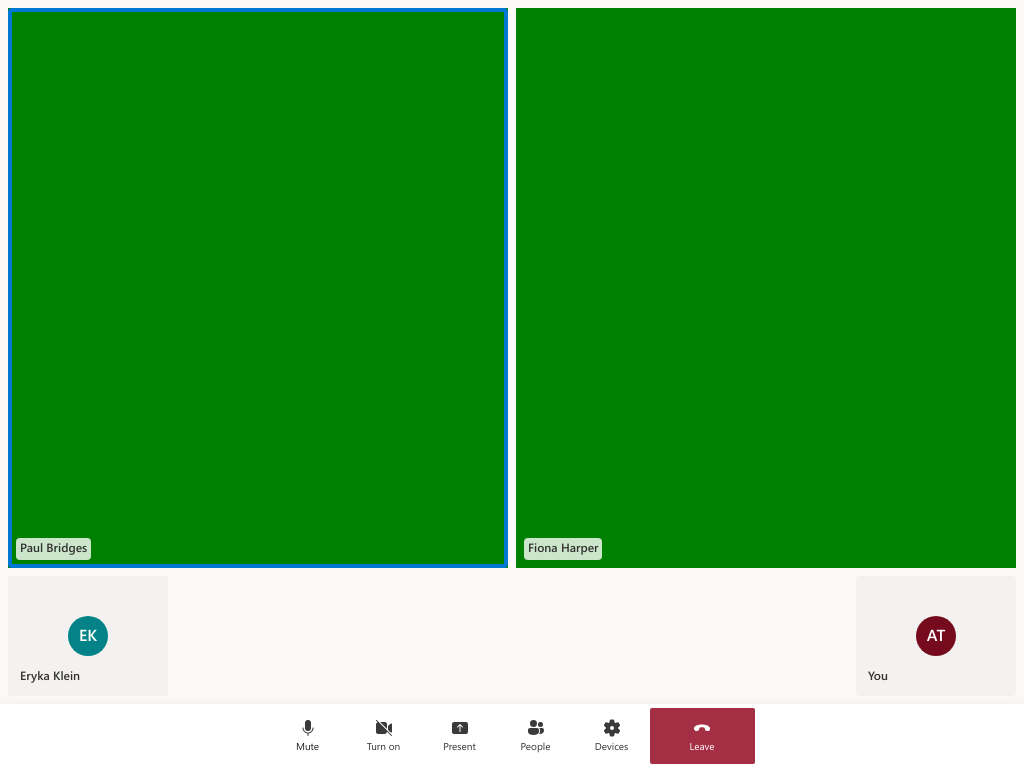 Paul Bridges
Fiona Harper
EK
Eryka Klein
AT
You
Mute
Turn on
Present
People
Devices
Leave